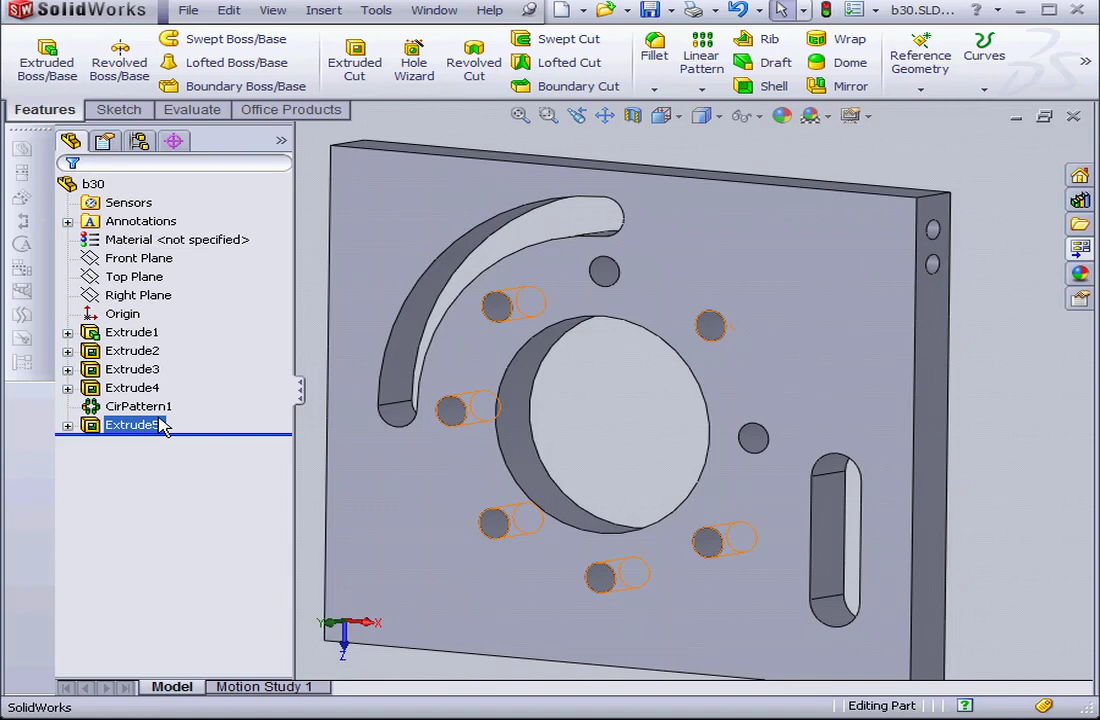 SolidWorks File Edit View Insert Tools Window Help b30.SLD...
Extruded Boss/Base
Revolved Boss/Base
Swept Boss/Base
Lofted Boss/Base
Boundary Boss/Base
Extruded Cut
Hole Wizard
Revolved Cut
Swept Cut
Lofted Cut
Boundary Cut
Fillet
Linear Pattern
Rib
Draft
Shell
Wrap
Dome
Mirror
Reference Geometry
Curves
Features Sketch Evaluate Office Products
b30
Sensors
Annotations
Material <not specified>
Front Plane
Top Plane
Right Plane
Origin
Extrude1
Extrude2
Extrude3
Extrude4
CirPattern1
Extrude5
Y X
Z
Model Motion Study 1
SolidWorks Editing Part